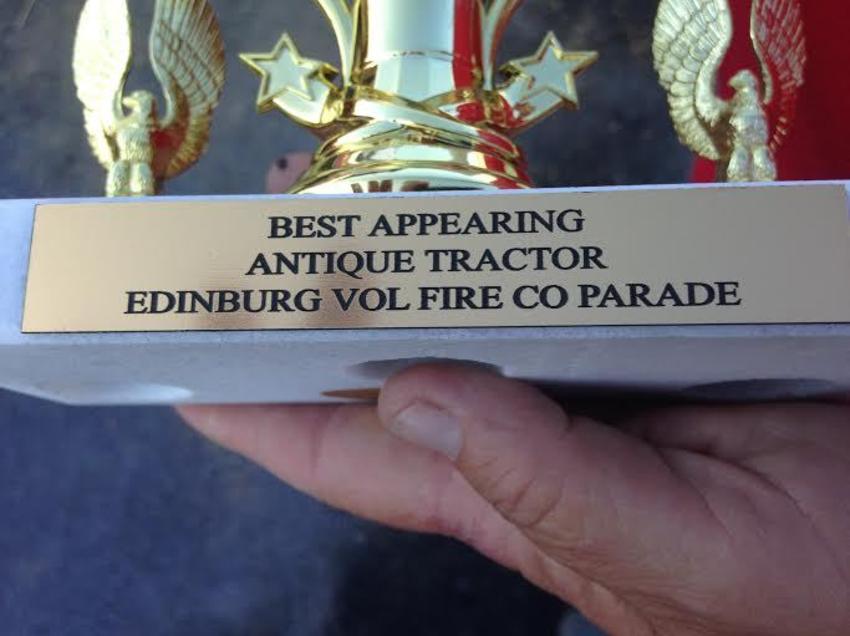 BEST APPEARING
ANTIQUE TRACTOR
EDINBURG VOL FIRE CO PARADE